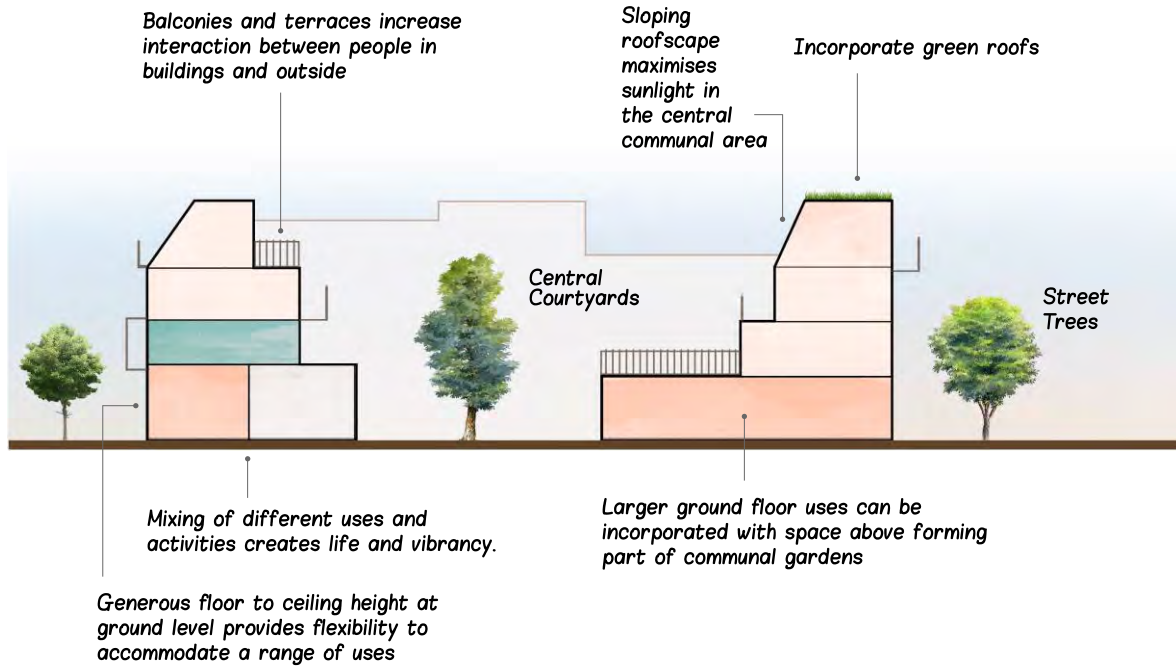 Balconies and terraces increase
interaction between people in
buildings and outside
Sloping
roofscape
maximises
sunlight in
the central
communal area
Incorporate green roofs
Central
Courtyards
Street
Trees
Mixing of different uses and
activities creates life and vibrancy.
Larger ground floor uses can be
incorporated with space above forming
part of communal gardens
Generous floor to ceiling height at
ground level provides flexibility to
accommodate a range of uses